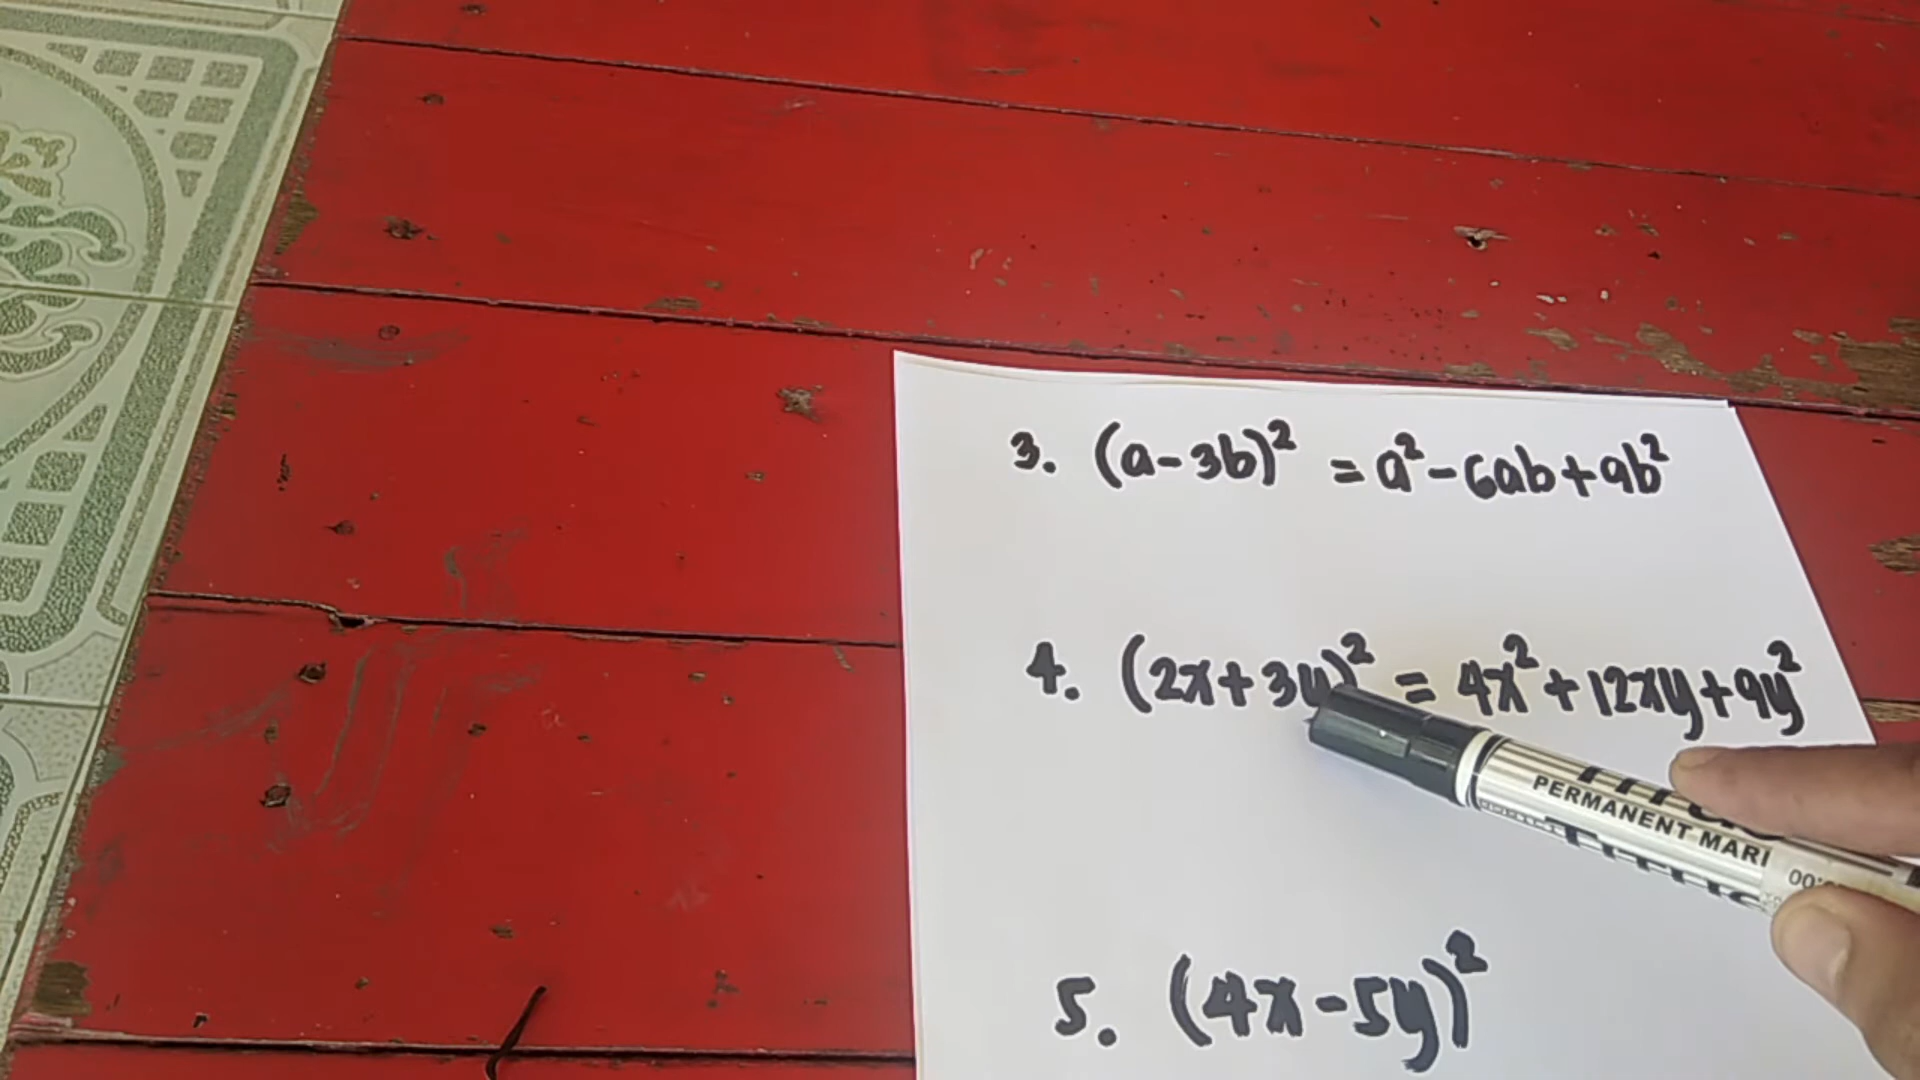 3. (a-3b)² = a²-6ab+9b²
4. (2x+3y)² = 4x²+12xy+9y²
PERMANENT MARI
00:
5. (4x-5y)²